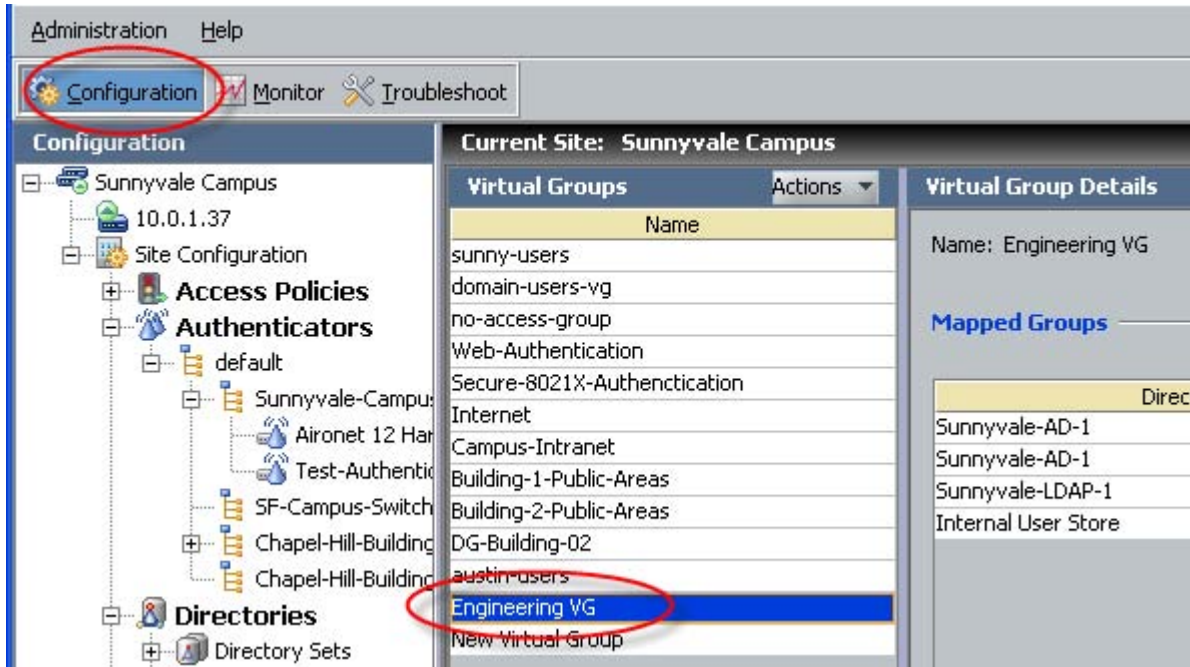 Administration Help
Configuration Monitor Troubleshoot
Configuration
Sunnyvale Campus
10.0.1.37
Site Configuration
Access Policies
Authenticators
default
Sunnyvale-Campu
Aironet 12 Har
Test-Authentic
SF-Campus-Switch
Chapel-Hill-Building
Chapel-Hill-Building
Directories
Directory Sets
Current Site: Sunnyvale Campus
Virtual Groups Actions
Name
sunny-users
domain-users-vg
no-access-group
Web-Authentication
Secure-8021X-Authenctication
Internet
Campus-Intranet
Building-1-Public-Areas
Building-2-Public-Areas
DG-Building-02
austin-users
Engineering VG
New Virtual Group
Virtual Group Details
Name: Engineering VG
Mapped Groups
Direc
Sunnyvale-AD-1
Sunnyvale-AD-1
Sunnyvale-LDAP-1
Internal User Store